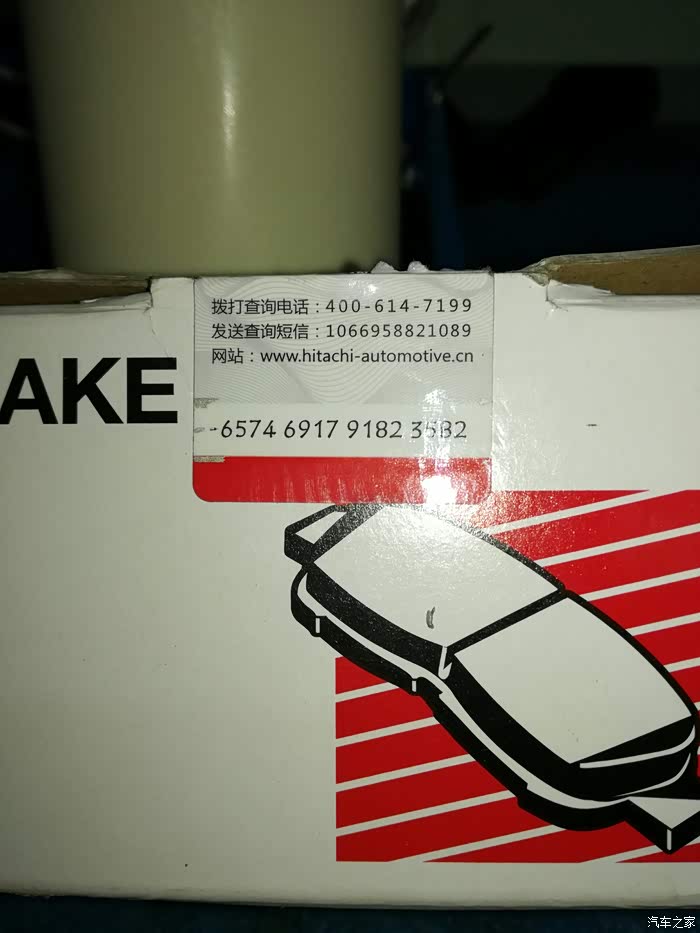 拨打查询电话：400-614-7199
发送查询短信：1066958821089
网站：www.hitachi-automotive.cn
AKE
6574 6917 9182 3582
汽车之家